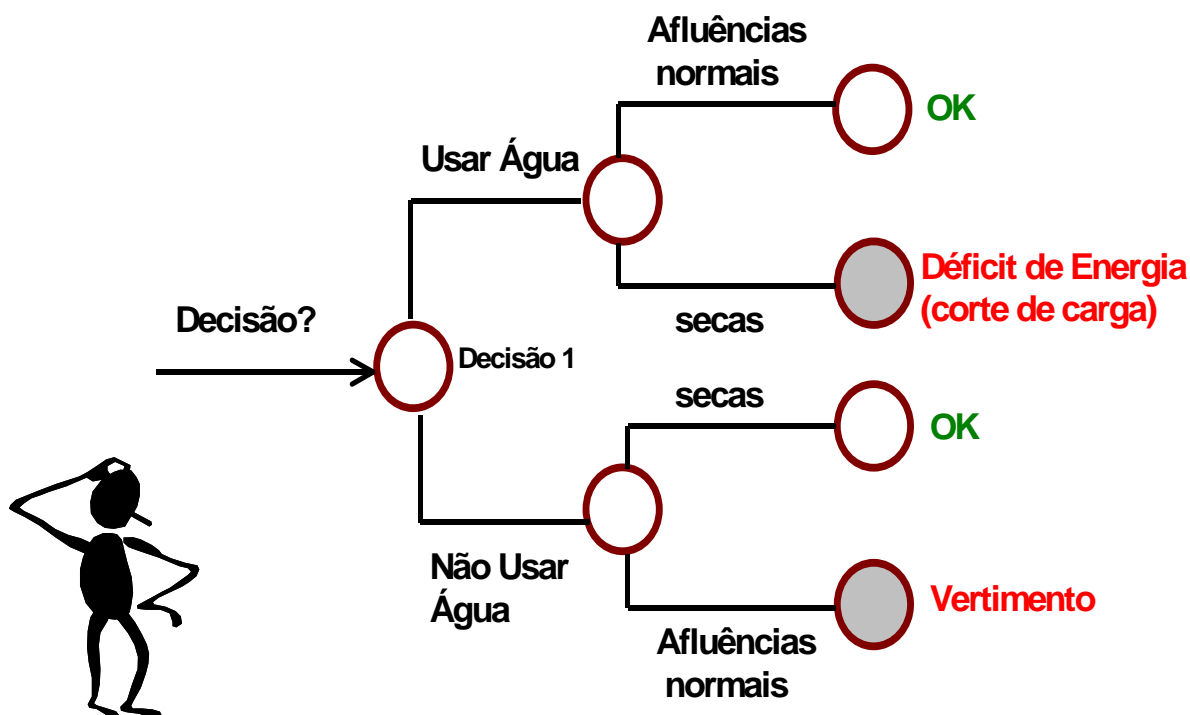 Afluências
normais
OK
Usar Água
Déficit de Energia
(corte de carga)
secas
Decisão?
Decisão 1
secas
OK
Não Usar
Água
Vertimento
Afluências
normais